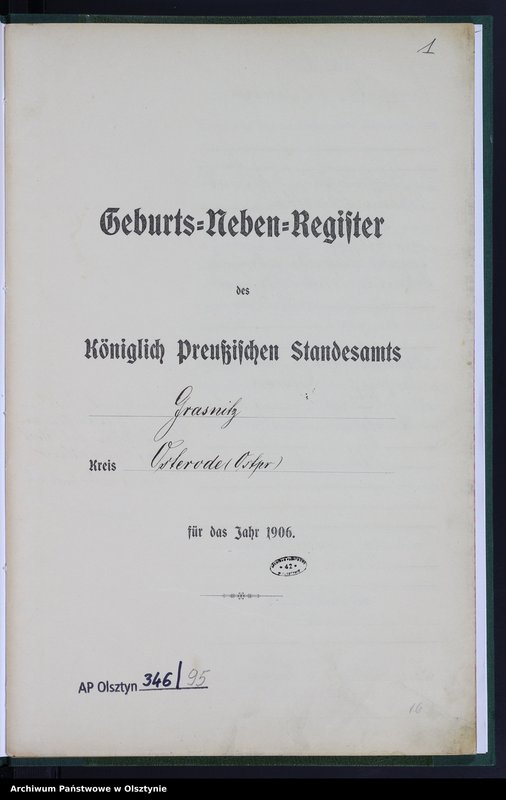 1
Geburts=Neben=Register
des
Königlich Preußischen Standesamts
Grasnitz
Kreis Osterode (Ostpr)
für das Jahr 1906.
* 42 *
AP Olsztyn 346/95
16
Archiwum Państwowe w Olsztynie